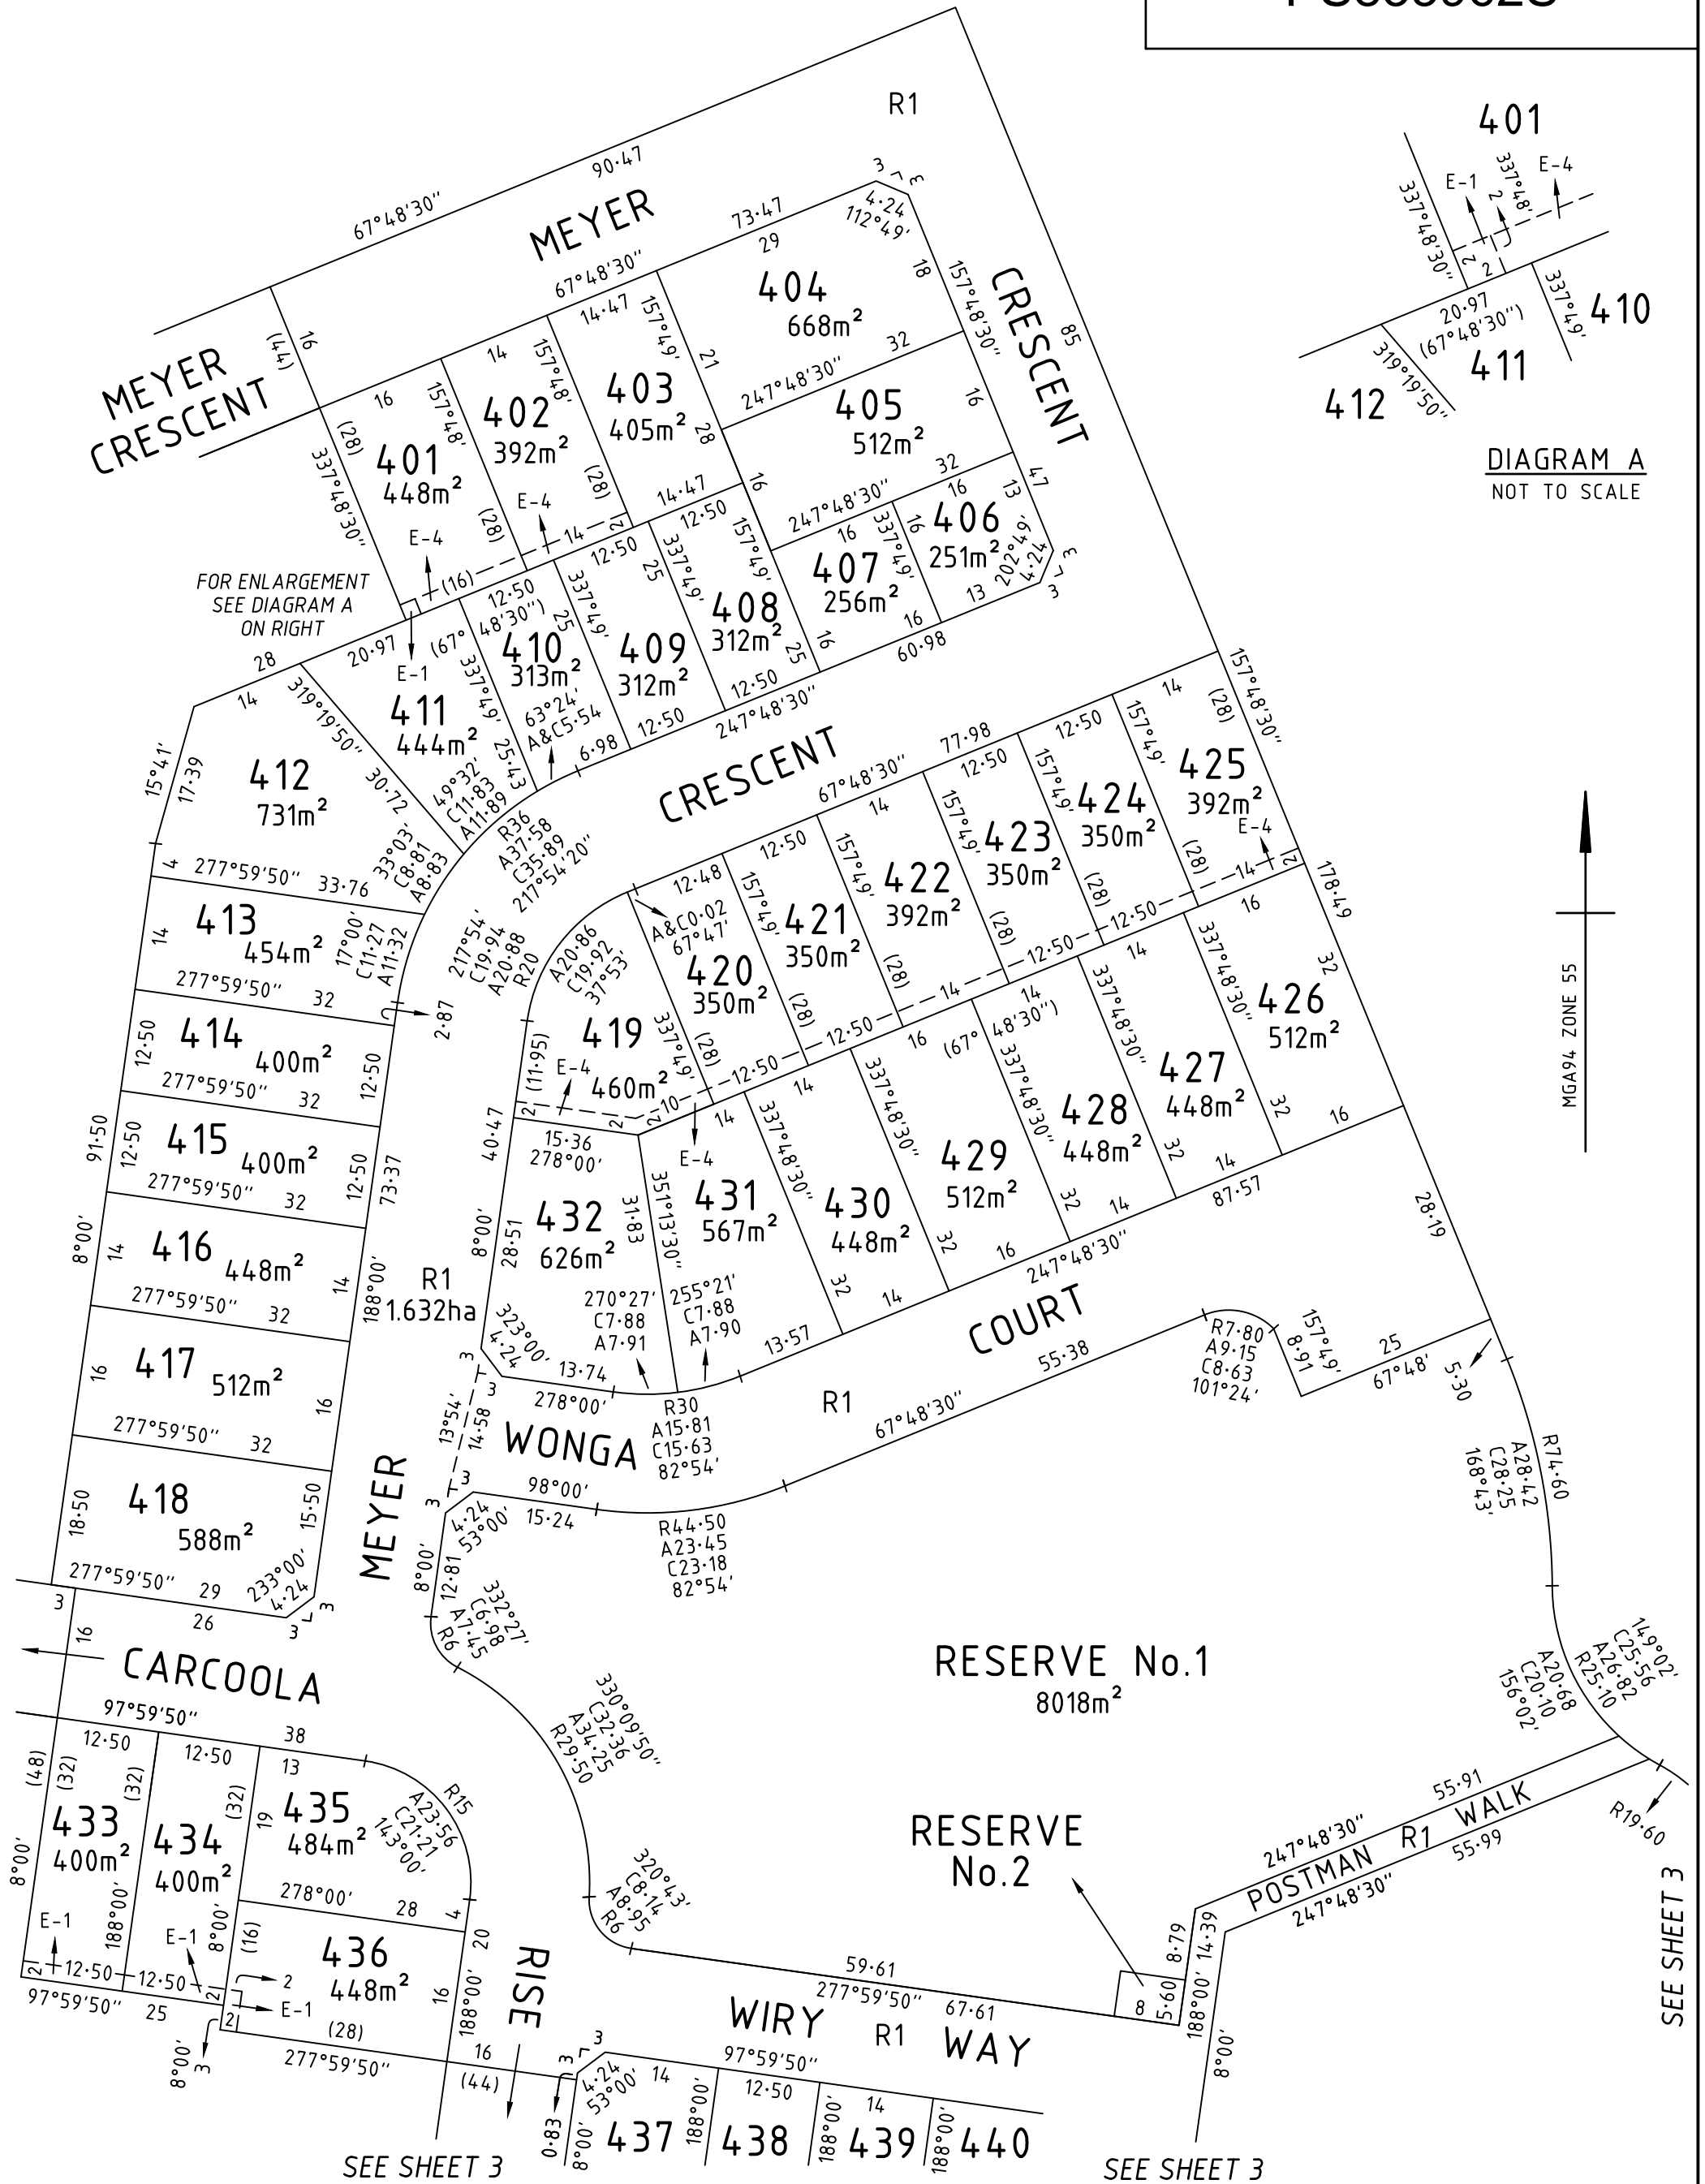 R1
90·47
67°48'30"
MEYER
73·47
29
67°48'30"
3
3
4·24
112°49'
18
157°48'30"
CRESCENT
85
404
668m²
14·47
157°49'
21
32
247°48'30"
16
(44)
MEYER
CRESCENT
14
157°48'
16
157°48'
403
405m²
402
392m²
401
448m²
(28)
337°48'30"
(28)
(28)
28
405
512m²
16
32
47
13
16
247°48'30"
16
406
251m²
202°49'
4·24
3
3
13
16
337°49'
407
256m²
16
16
60·98
14·47
12·50
16
157°49'
408
312m²
25
12·50
247°48'30"
E-4
14
2
12·50
25
337°49'
409
312m²
12·50
E-4
(16)
12·50
(67°
48'30")
25
337°49'
410
313m²
63°24'
A&C5·54
6·98
FOR ENLARGEMENT
SEE DIAGRAM A
ON RIGHT
20·97
E-1
337°49'
25·43
411
444m²
49°32'
C11·83
A11·89
28
14
319°19'50"
30·72
412
731m²
15°41'
17·39
4
277°59'50"
33·76
33°03'
C8·81
A8·83
R36
A37·58
C35·89
217°54'20"
CRESCENT
401
337°48'30"
E-1
2
337°48'
E-4
2
2
20·97
(67°48'30")
337°49'
410
411
412
319°19'50"
DIAGRAM A
NOT TO SCALE
MGA94 ZONE 55
413
454m²
14
277°59'50"
32
17°00'
C11·27
A11·32
2·87
414
400m²
12·50
12·50
277°59'50"
32
415
400m²
12·50
12·50
277°59'50"
32
91·50
8°00'
73·37
188°00'
416
448m²
14
14
277°59'50"
32
417
512m²
16
16
277°59'50"
32
418
588m²
18·50
15·50
277°59'50"
29
26
233°00'
4·24
3
3
3
217°54'
C19·94
A20·88
R20
A20·86
C19·92
37°53'
419
460m²
(11·95)
E-4
2
2
10
337°49'
(28)
12·48
A&C0·02
67°47'
420
350m²
157°49'
12·50
421
350m²
(28)
12·50
157°49'
14
67°48'30"
77·98
422
392m²
(28)
12·50
157°49'
12·50
423
350m²
(28)
14
157°49'
12·50
424
350m²
(28)
12·50
157°49'
14
(28)
425
392m²
E-4
(28)
12·50
14
2
157°48'30"
178·49
16
32
426
512m²
337°48'30"
14
427
448m²
337°48'30"
32
16
14
(67°
48'30")
428
448m²
337°48'30"
32
14
87·57
16
429
512m²
337°48'30"
32
14
247°48'30"
14
430
448m²
337°48'30"
32
16
14
E-4
431
567m²
351°13'30"
31·83
32
14
13·57
255°21'
C7·88
A7·90
270°27'
C7·88
A7·91
15·36
278°00'
432
626m²
40·47
8°00'
28·51
323°00'
4·24
3
3
13·74
278°00'
R1
1.632ha
13°54'
14·58
R30
A15·81
C15·63
82°54'
R1
WONGA
COURT
28·19
55·38
67°48'30"
R7·80
A9·15
C8·63
101°24'
157°49'
8·91
25
67°48'
5·30
R74·60
A28·42
C28·25
168°43'
98°00'
15·24
3
3
4·24
53°00'
R44·50
A23·45
C23·18
82°54'
MEYER
8°00'
12·81
332°27'
C6·98
A7·45
R6
330°09'50"
C32·36
A34·25
R29·50
RESERVE No.1
8018m²
149°02'
C25·56
A26·82
R25·10
A20·68
C20·10
156°02'
16
CARCOOLA
97°59'50"
38
12·50
12·50
13
(48)
(32)
(32)
(32)
19
433
400m²
434
400m²
435
484m²
R15
A23·56
C21·21
143°00'
8°00'
188°00'
8°00'
278°00'
28
4
20
E-1
E-1
2
12·50
12·50
2
97°59'50"
25
(16)
2
E-1
2
436
448m²
16
188°00'
(28)
277°59'50"
8°00'
3
RISE
16
(44)
320°43'
C8·14
A8·95
R6
RESERVE
No.2
55·91
247°48'30"
POSTMAN R1 WALK
55·99
247°48'30"
R19·60
8·79
14·39
188°00'
5·60
8
8°00'
59·61
277°59'50"
67·61
WIRY R1 WAY
97°59'50"
3
3
4·24
53°00'
0·83
8°00'
14
437
188°00'
12·50
438
188°00'
14
439
188°00'
440
SEE SHEET 3
SEE SHEET 3
SEE SHEET 3